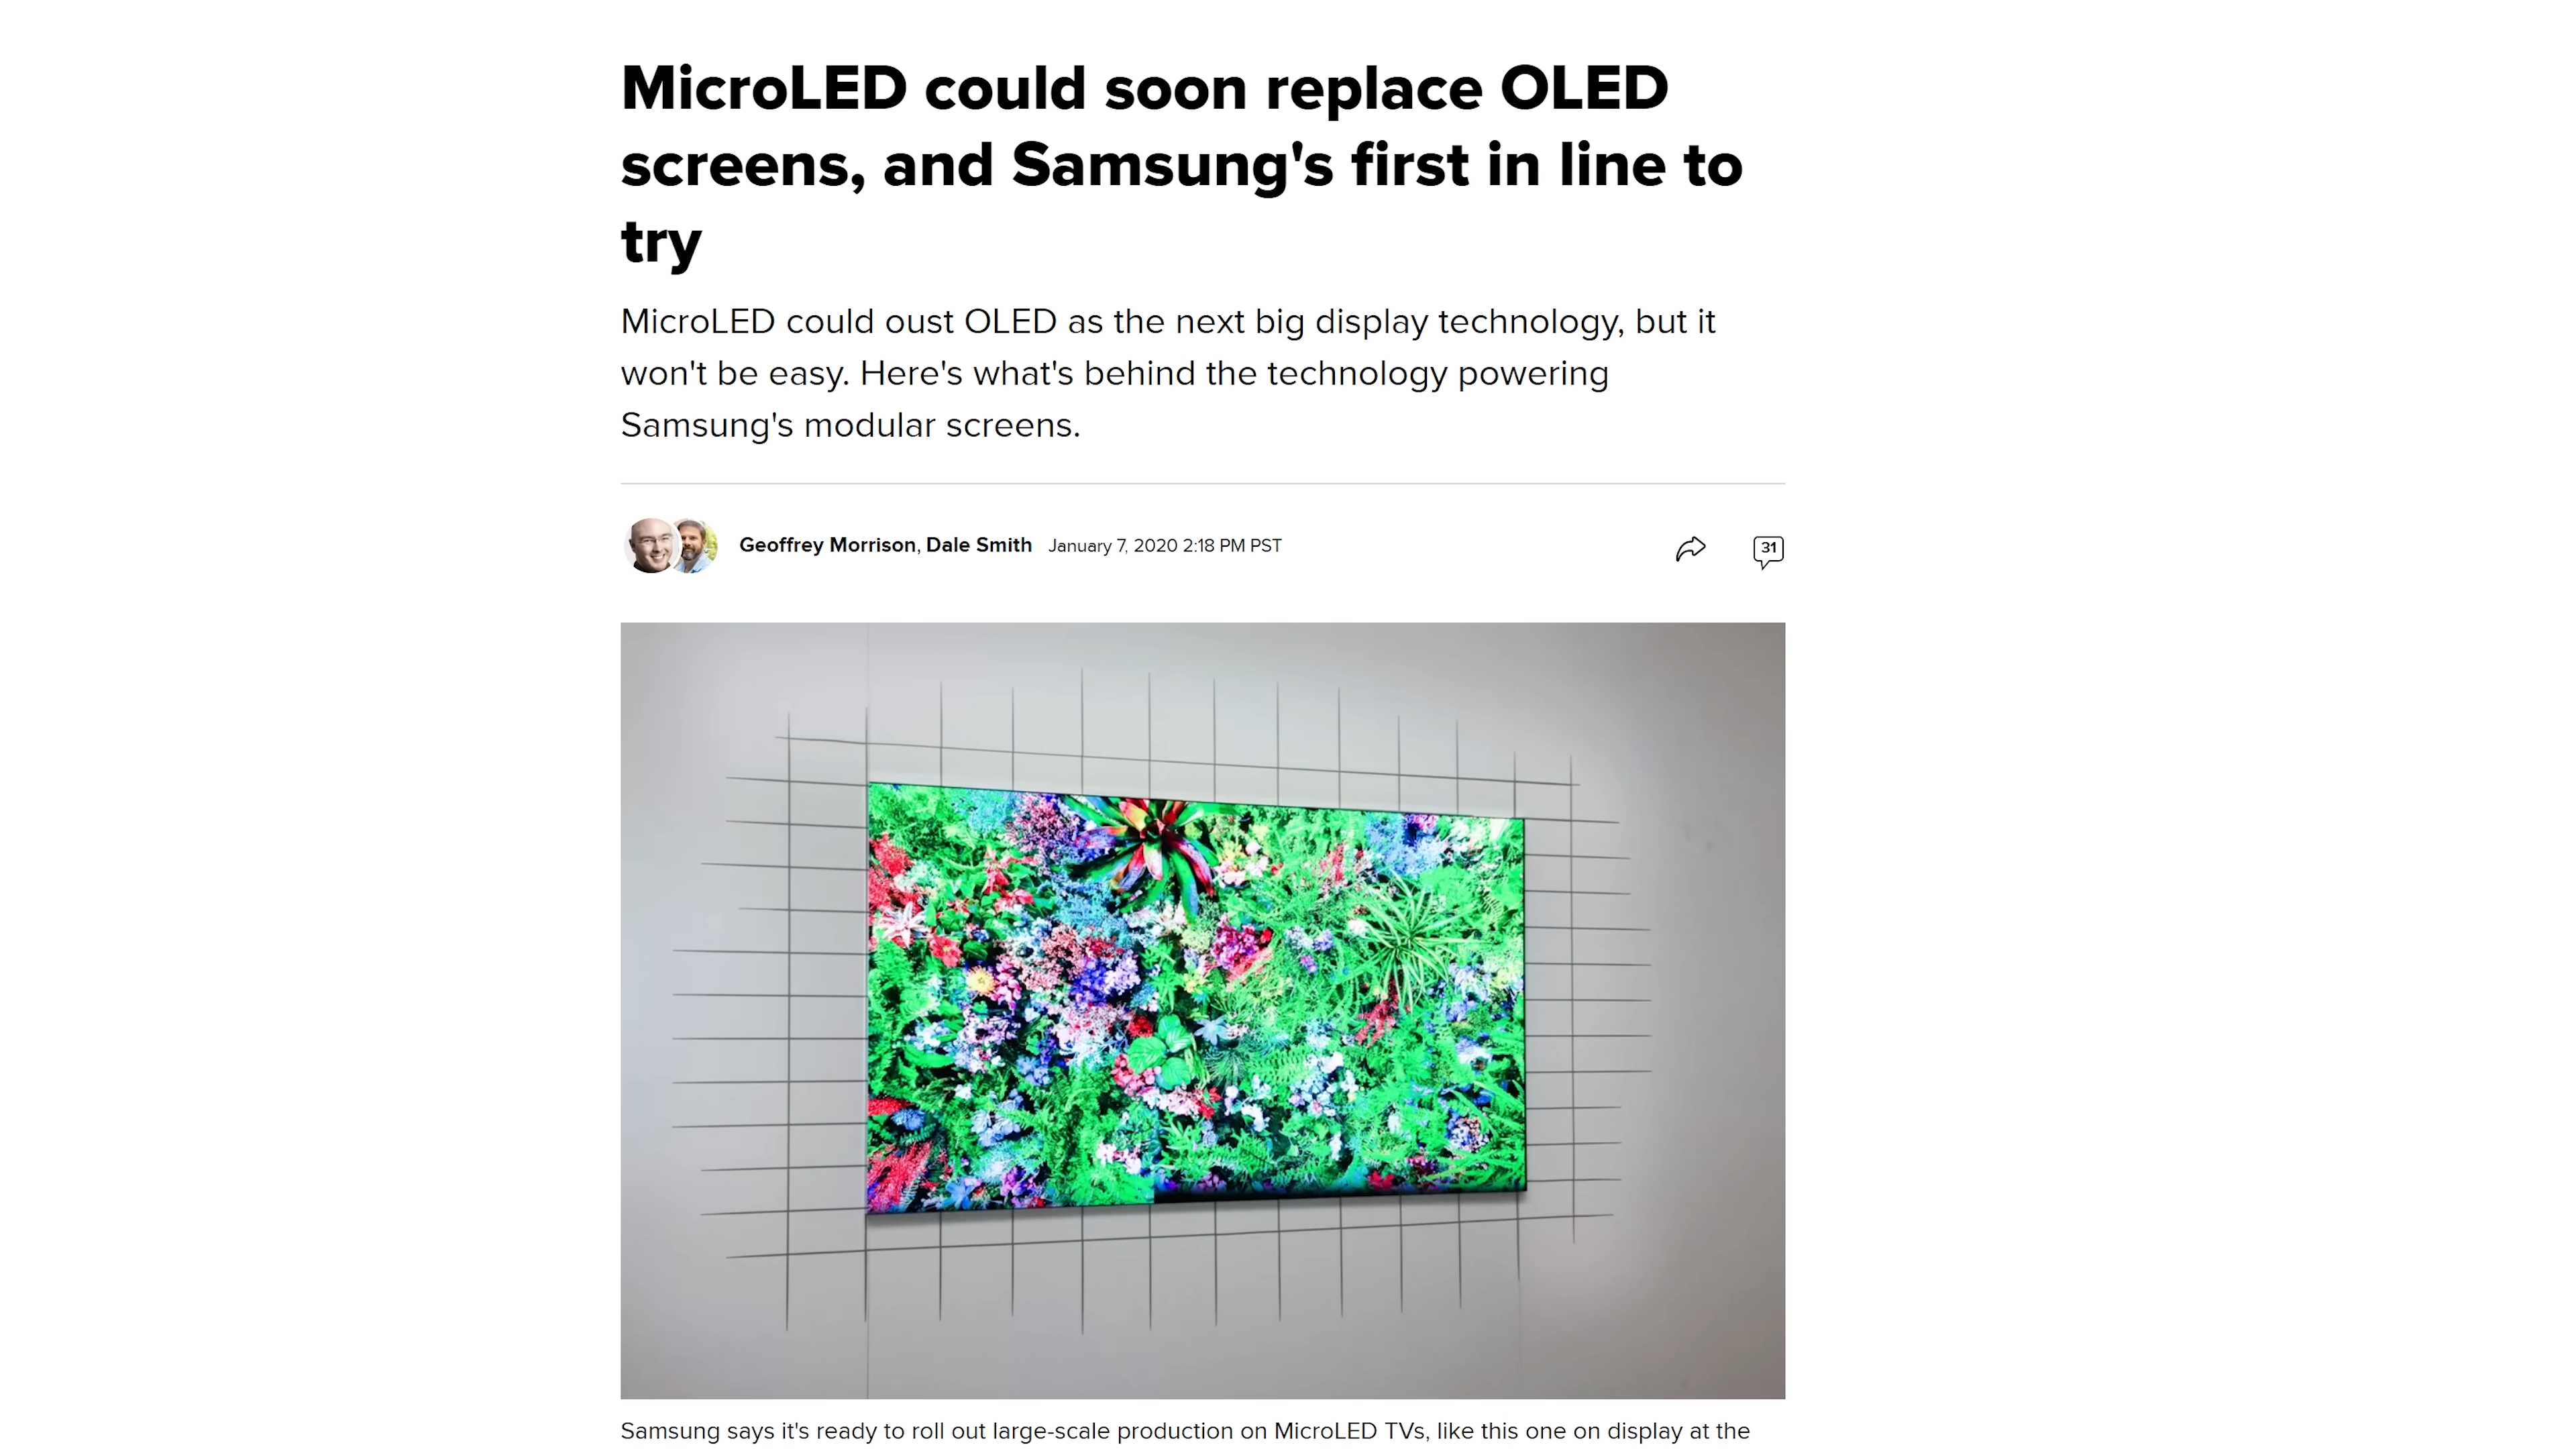 MicroLED could soon replace OLED
screens, and Samsung's first in line to
try
MicroLED could oust OLED as the next big display technology, but it
won't be easy. Here's what's behind the technology powering
Samsung's modular screens.
Geoffrey Morrison, Dale Smith January 7, 2020 2:18 PM PST
31
Samsung says it's ready to roll out large-scale production on MicroLED TVs, like this one on display at the